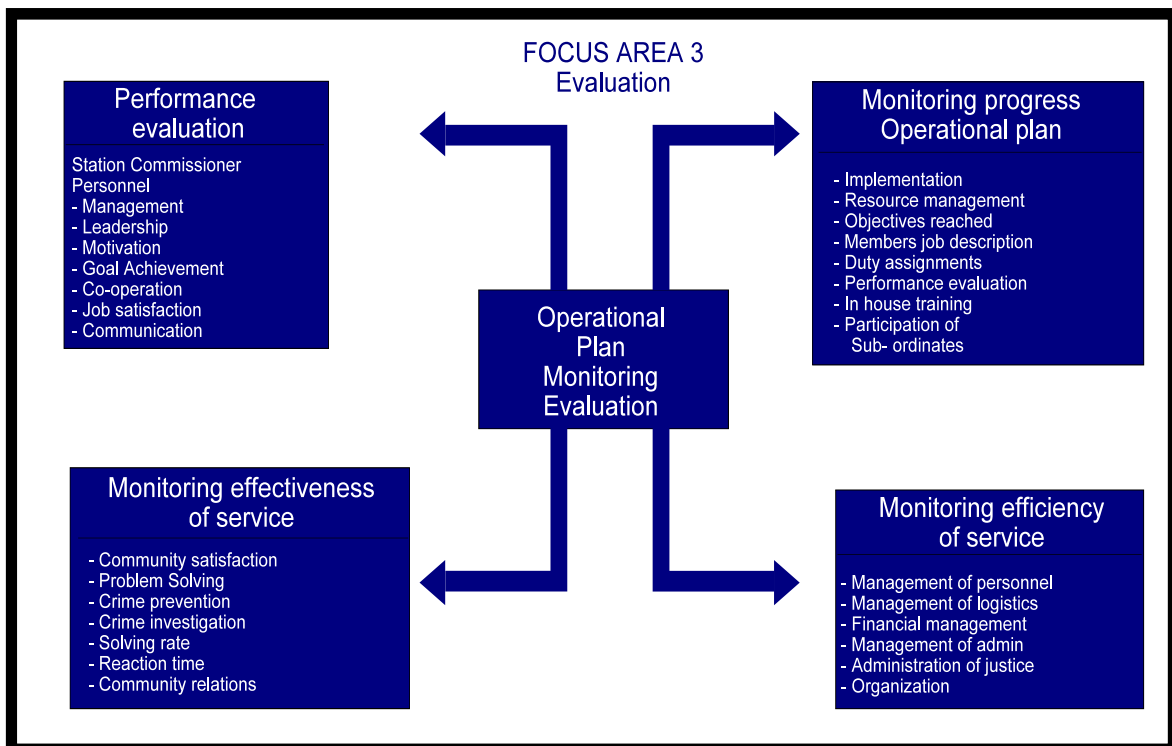 FOCUS AREA 3
Evaluation
Performance
evaluation
Station Commissioner
Personnel
- Management
- Leadership
- Motivation
- Goal Achievement
- Co-operation
- Job satisfaction
- Communication
Monitoring progress
Operational plan
- Implementation
- Resource management
- Objectives reached
- Members job description
- Duty assignments
- Performance evaluation
- In house training
- Participation of
Sub- ordinates
Operational
Plan
Monitoring
Evaluation
Monitoring effectiveness
of service
- Community satisfaction
- Problem Solving
- Crime prevention
- Crime investigation
- Solving rate
- Reaction time
- Community relations
Monitoring efficiency
of service
- Management of personnel
- Management of logistics
- Financial management
- Management of admin
- Administration of justice
- Organization